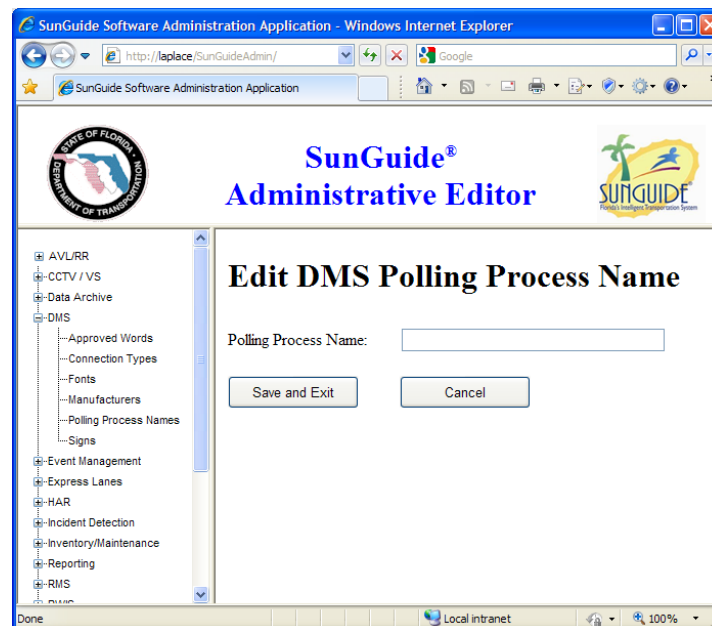 SunGuide Software Administration Application - Windows Internet Explorer
http://laplace/SunGuideAdmin/
Google
SunGuide Software Administration Application
STATE OF FLORIDA
DEPARTMENT OF TRANSPORTATION
SunGuide®
Administrative Editor
SUNGUIDE®
Florida's Intelligent Transportation System
AVL/RR
CCTV / VS
Data Archive
DMS
Approved Words
Connection Types
Fonts
Manufacturers
Polling Process Names
Signs
Event Management
Express Lanes
HAR
Incident Detection
Inventory/Maintenance
Reporting
RMS
Edit DMS Polling Process Name
Polling Process Name:
Save and Exit
Cancel
Done
Local intranet
100%